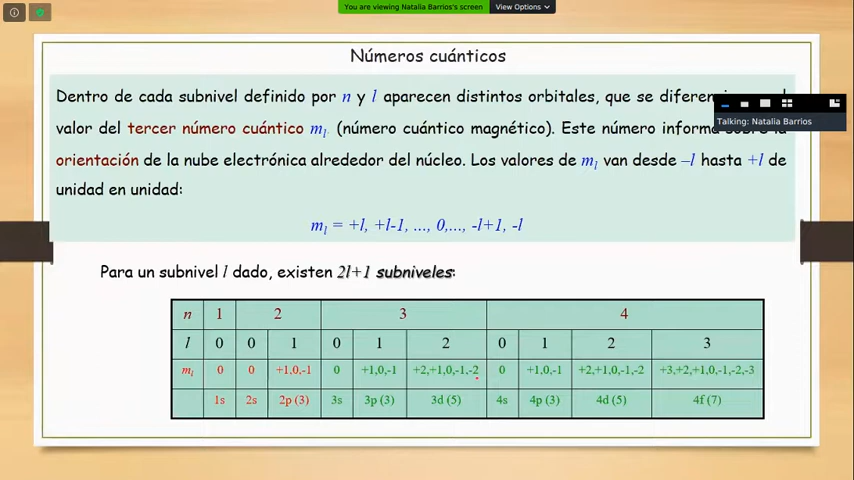 You are viewing Natalia Barrios's screen View Options
Números cuánticos
Dentro de cada subnivel definido por n y l aparecen distintos orbitales, que se
valor del tercer número cuántico ml (número cuántico magnético). Este número informa
Talking: Natalia Barrios
orientación de la nube electrónica alrededor del núcleo. Los valores de ml van desde –l hasta +l de
unidad en unidad:
ml = +l, +l-1, ..., 0,..., -l+1, -l
Para un subnivel l dado, existen 2l+1 subniveles:
n 1 2 3 4
l 0 0 1 0 1 2 0 1 2 3
ml 0 0 +1,0,-1 0 +1,0,-1 +2,+1,0,-1,-2 0 +1,0,-1 +2,+1,0,-1,-2 +3,+2,+1,0,-1,-2,-3
1s 2s 2p (3) 3s 3p (3) 3d (5) 4s 4p (3) 4d (5) 4f (7)